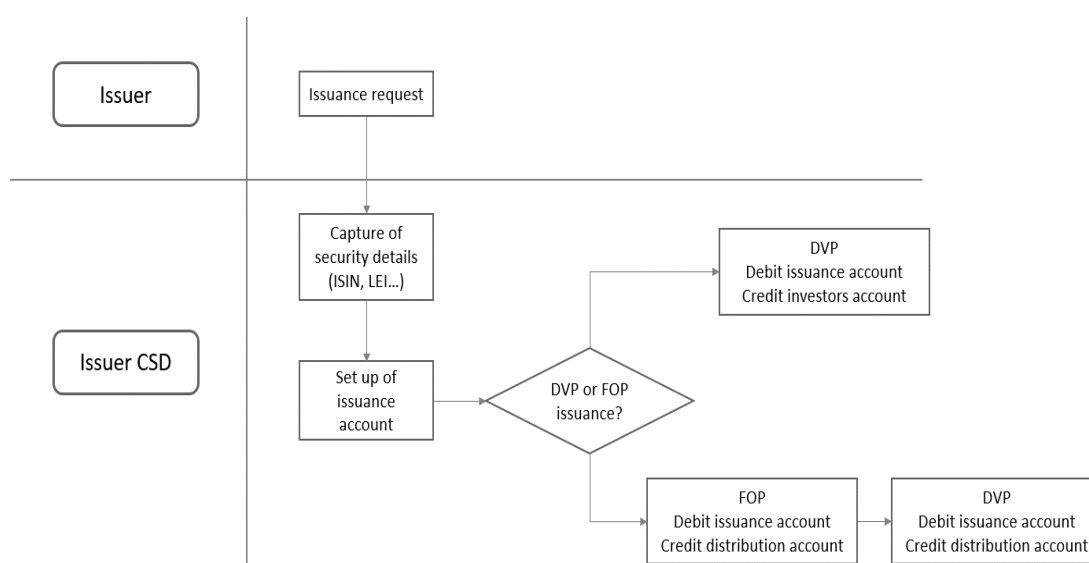 Issuer
Issuance request
Capture of
security details
(ISIN, LEI...)
DVP
Debit issuance account
Credit investors account
Issuer CSD
Set up of
issuance
account
DVP or FOP
issuance?
FOP
Debit issuance account
Credit distribution account
DVP
Debit issuance account
Credit distribution account